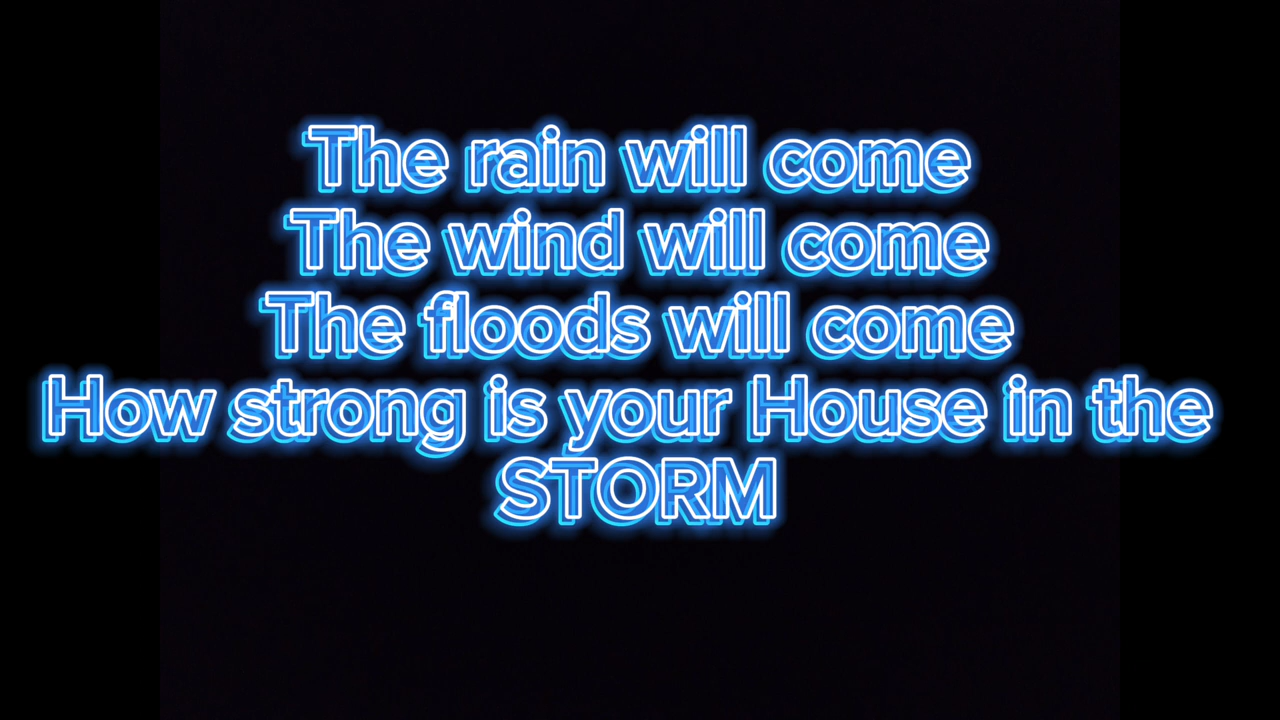 The rain will come
The wind will come
The floods will come
How strong is your House in the
STORM